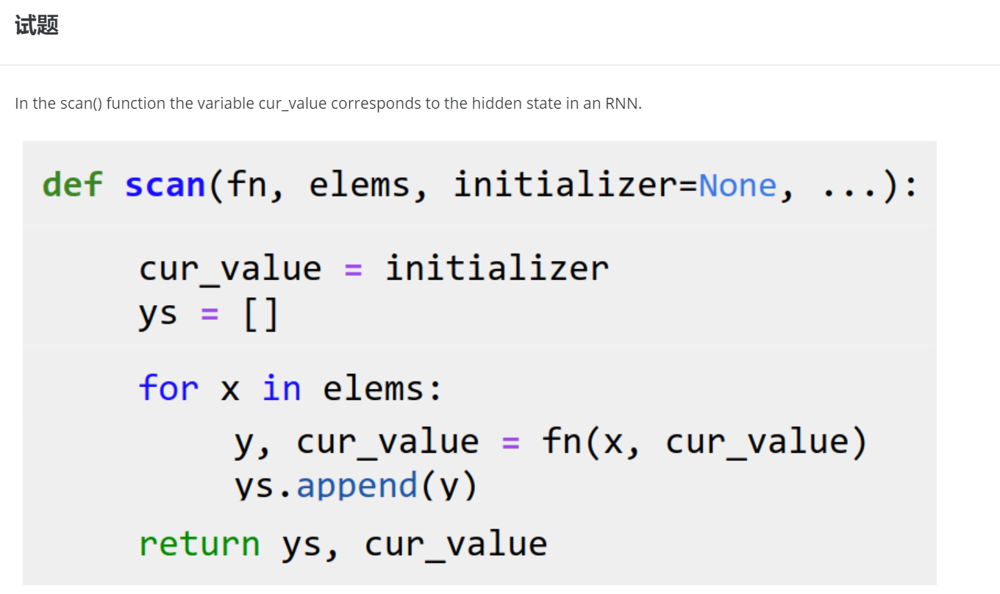 试题
In the scan() function the variable cur_value corresponds to the hidden state in an RNN.
def scan(fn, elems, initializer=None, ...):
cur_value = initializer
ys = []
for x in elems:
y, cur_value = fn(x, cur_value)
ys.append(y)
return ys, cur_value